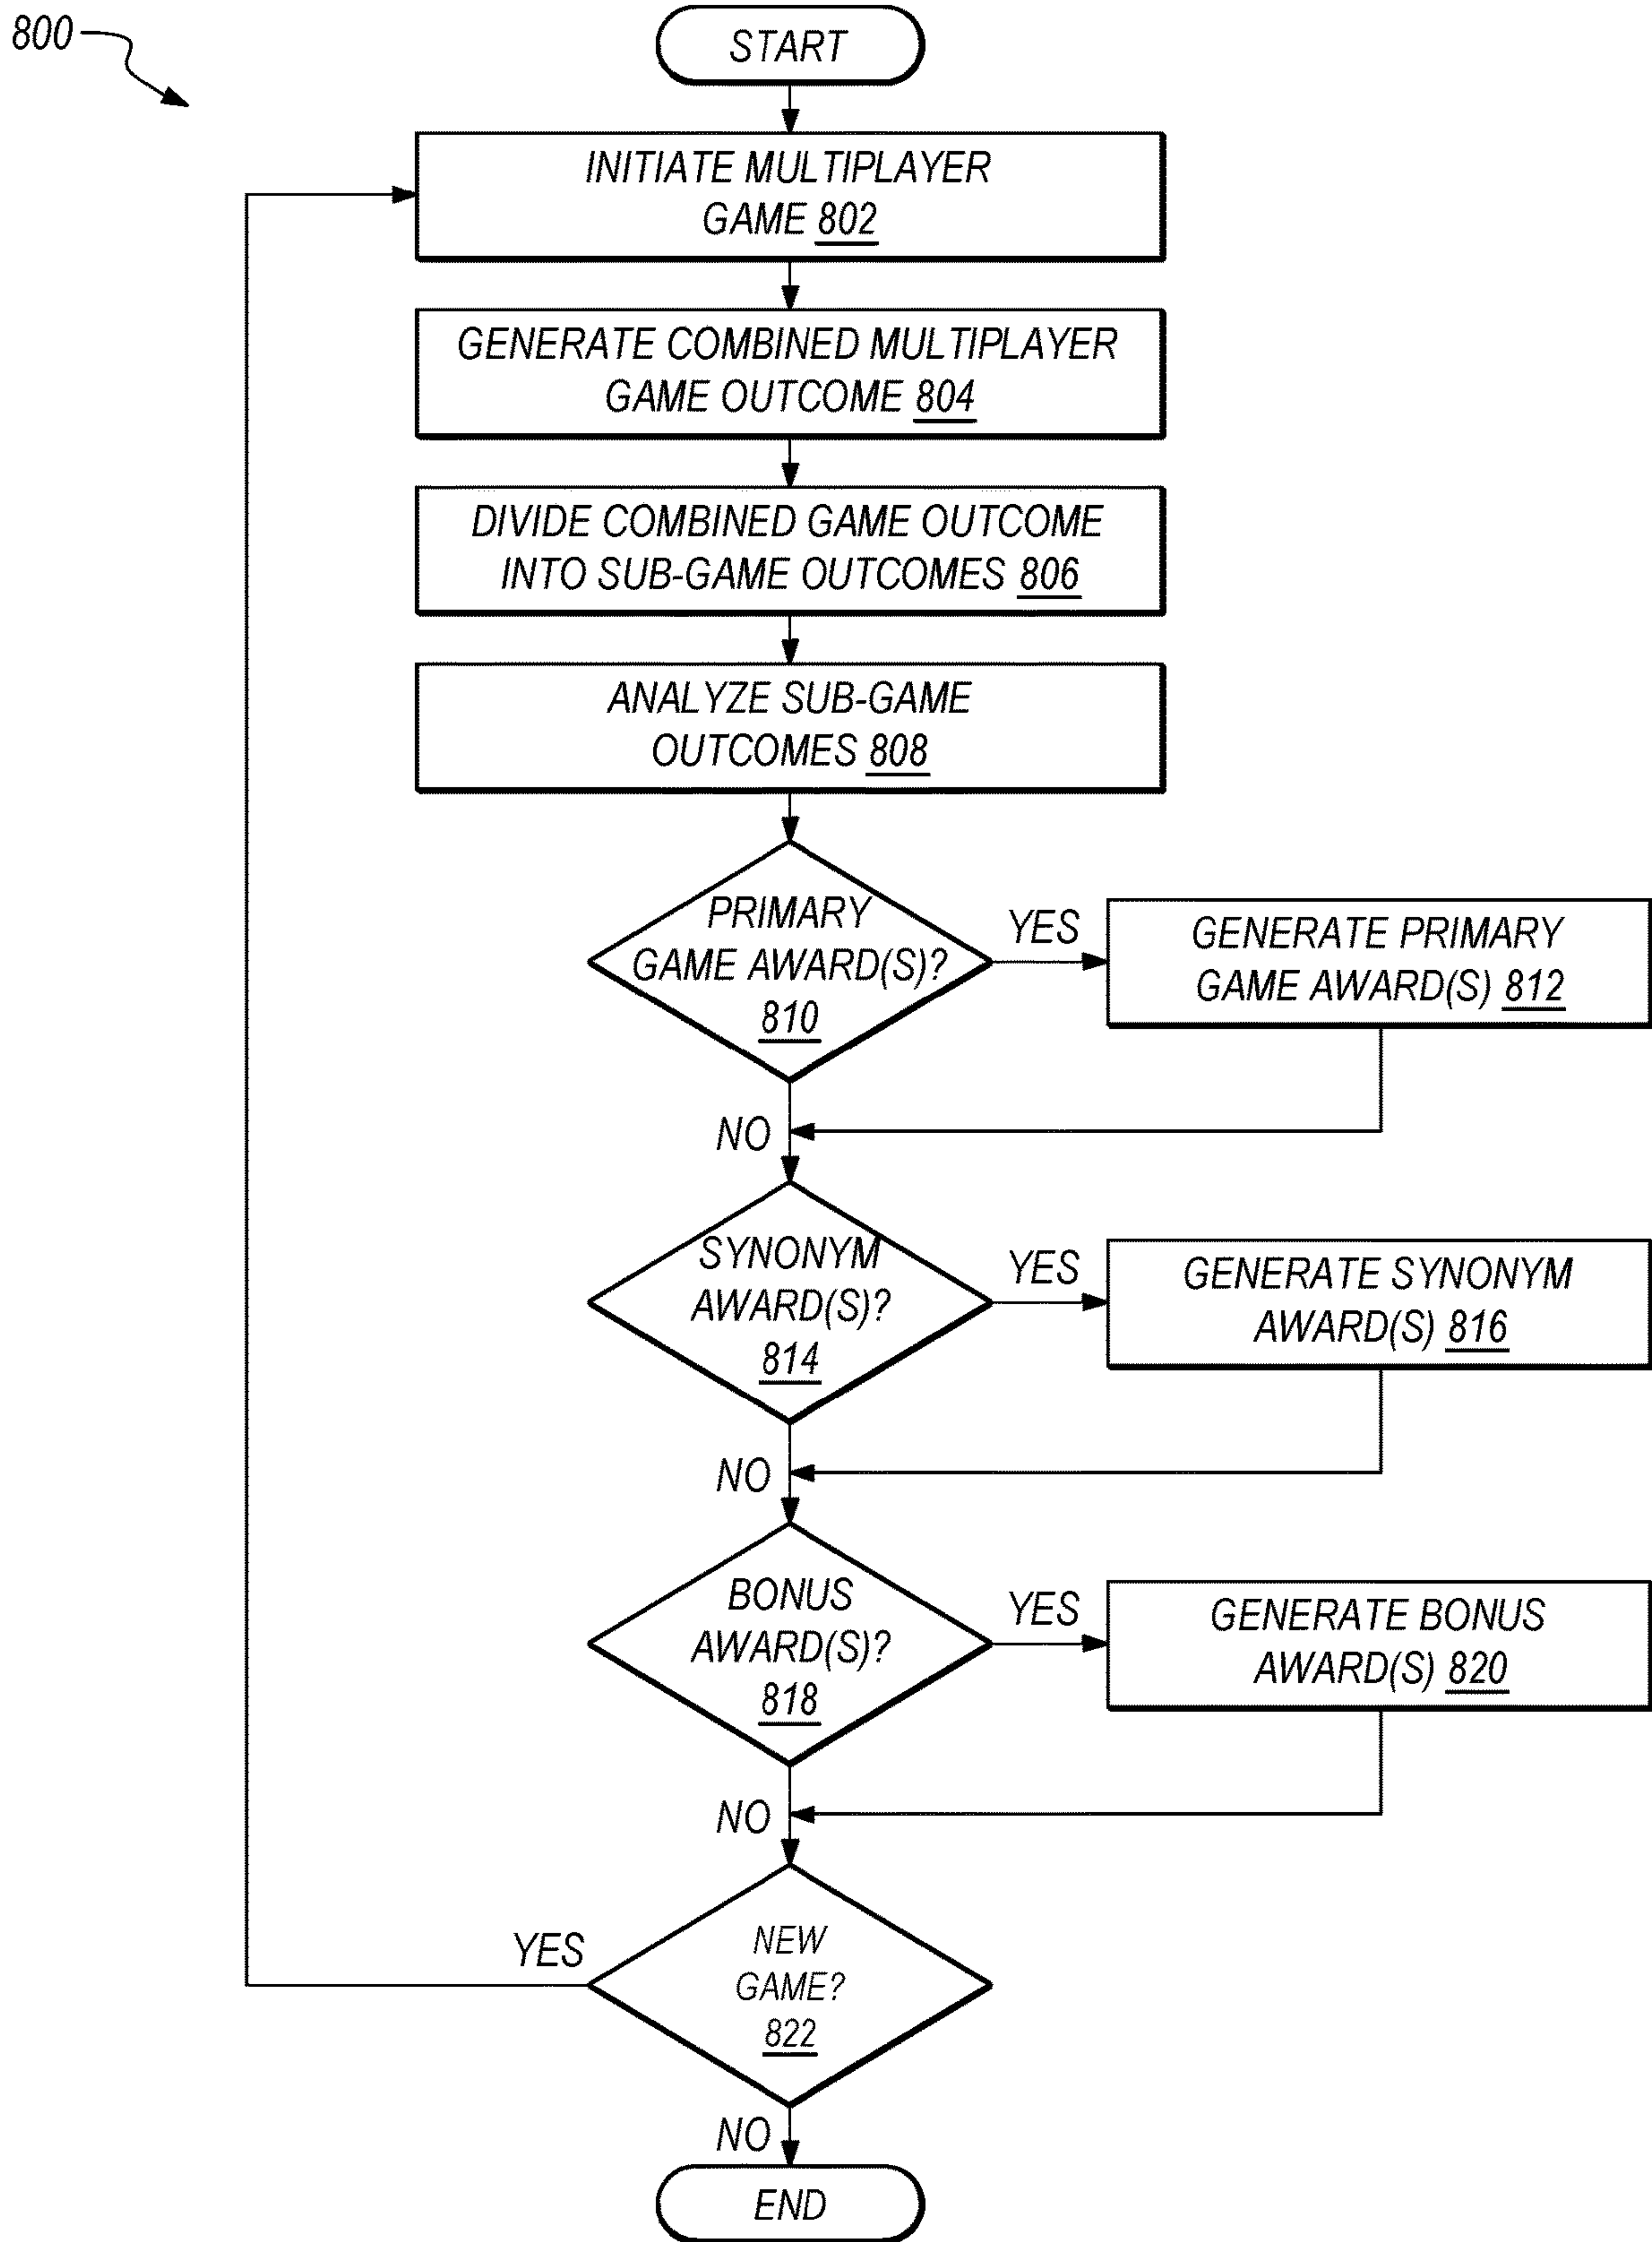 800
START
INITIATE MULTIPLAYER
GAME 802
GENERATE COMBINED MULTIPLAYER
GAME OUTCOME 804
DIVIDE COMBINED GAME OUTCOME
INTO SUB-GAME OUTCOMES 806
ANALYZE SUB-GAME
OUTCOMES 808
PRIMARY
GAME AWARD(S)?
810
YES
GENERATE PRIMARY
GAME AWARD(S) 812
NO
SYNONYM
AWARD(S)?
814
YES
GENERATE SYNONYM
AWARD(S) 816
NO
BONUS
AWARD(S)?
818
YES
GENERATE BONUS
AWARD(S) 820
NO
YES
NEW
GAME?
822
NO
END